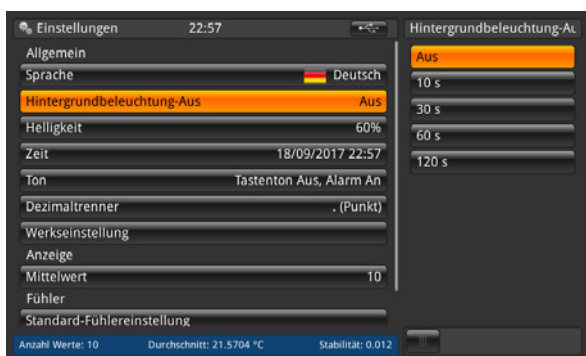 Einstellungen 22:57
Allgemein
Sprache Deutsch
Hintergrundbeleuchtung-Aus Aus
Helligkeit 60%
Zeit 18/09/2017 22:57
Ton Tastenton Aus, Alarm An
Dezimaltrenner . (Punkt)
Werkseinstellung
Anzeige
Mittelwert 10
Fühler
Standard-Fühlereinstellung
Anzahl Werte: 10 Durchschnitt: 21.5704 °C Stabilität: 0.012
Hintergrundbeleuchtung-Au
Aus
10 s
30 s
60 s
120 s